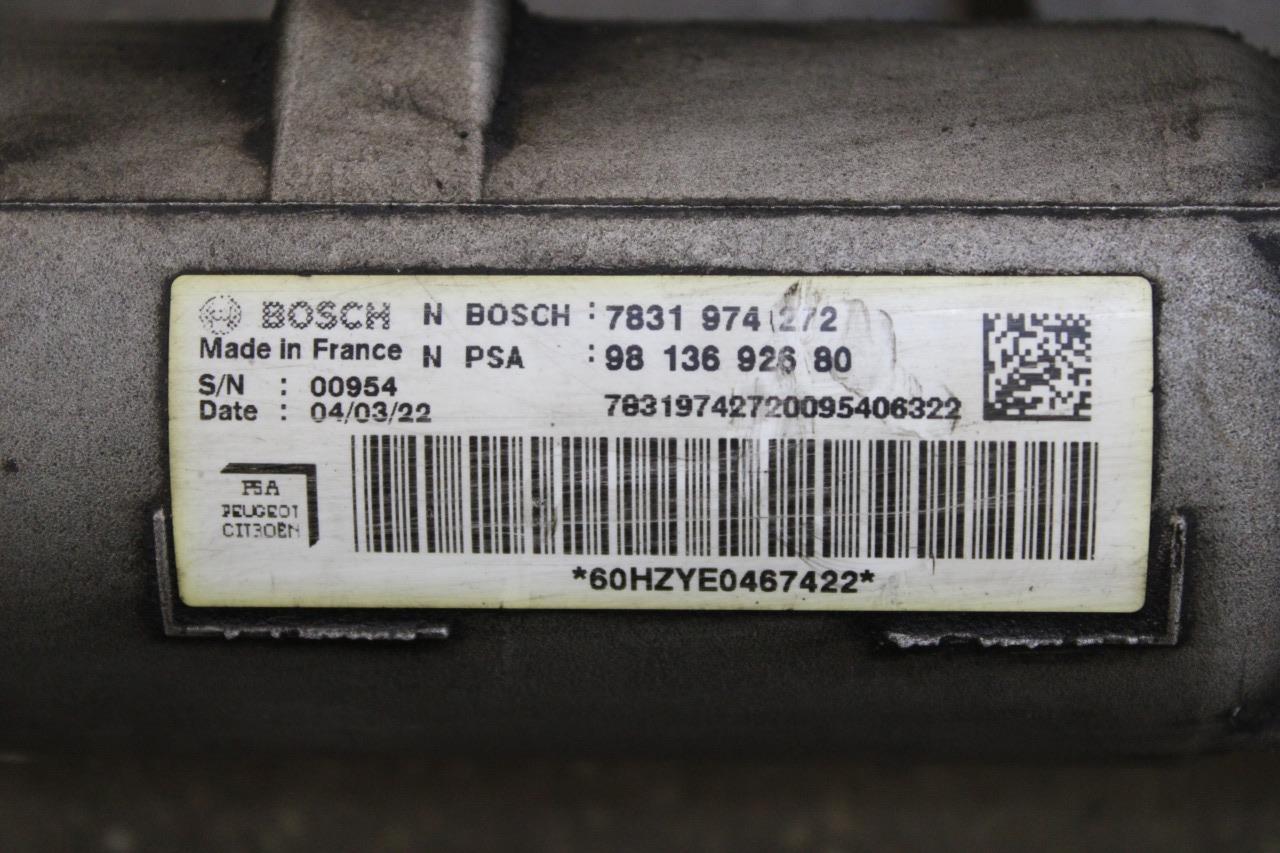 BOSCH N BOSCH : 7831 974 272
Made in France N PSA : 98 136 926 80
S/N : 00954
Date : 04/03/22 78319742720095406322
PSA
PEUGEOT
CITROËN
*60HZYE0467422*